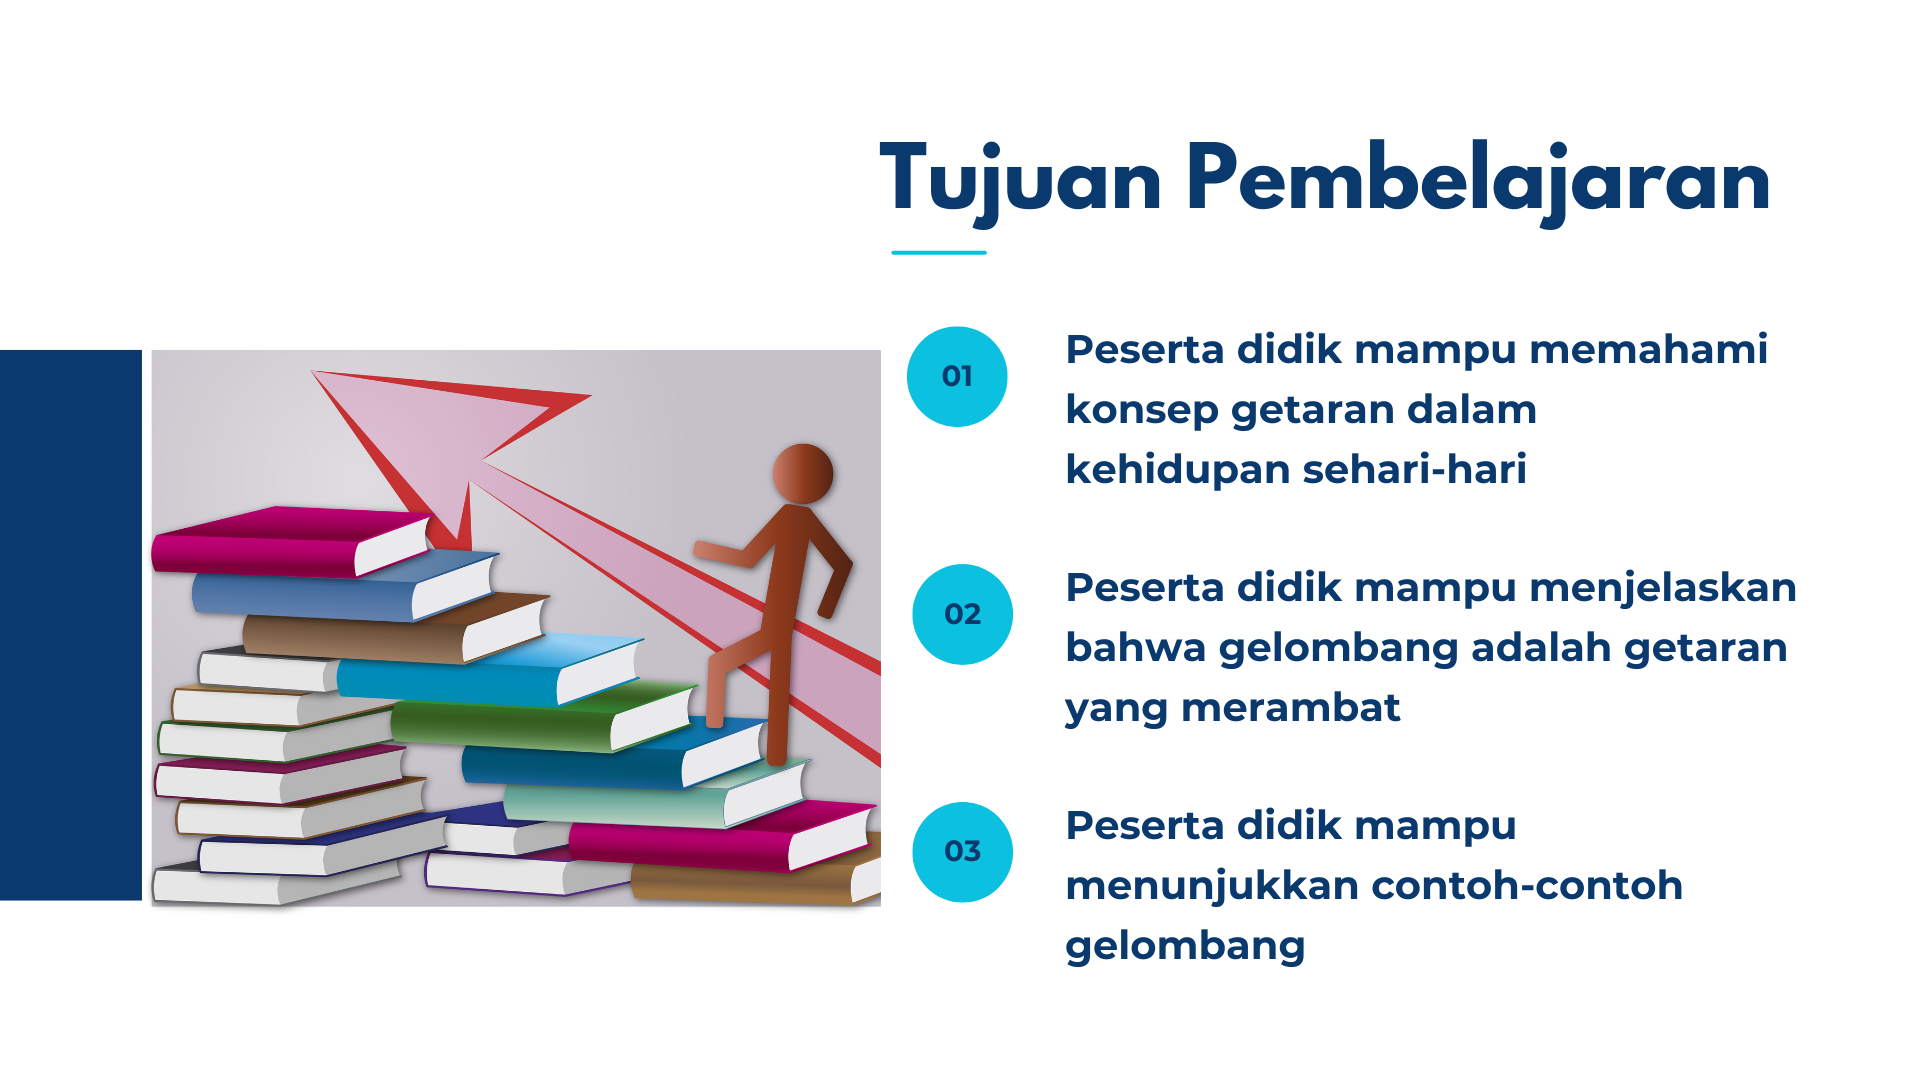 Tujuan Pembelajaran
01
Peserta didik mampu memahami
konsep getaran dalam
kehidupan sehari-hari
02
Peserta didik mampu menjelaskan
bahwa gelombang adalah getaran
yang merambat
03
Peserta didik mampu
menunjukkan contoh-contoh
gelombang